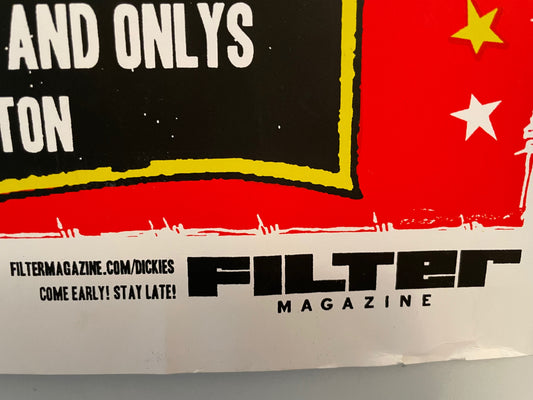 AND ONLYS
TON
FILTERMAGAZINE.COM/DICKIES
COME EARLY! STAY LATE!
FILTER
MAGAZINE